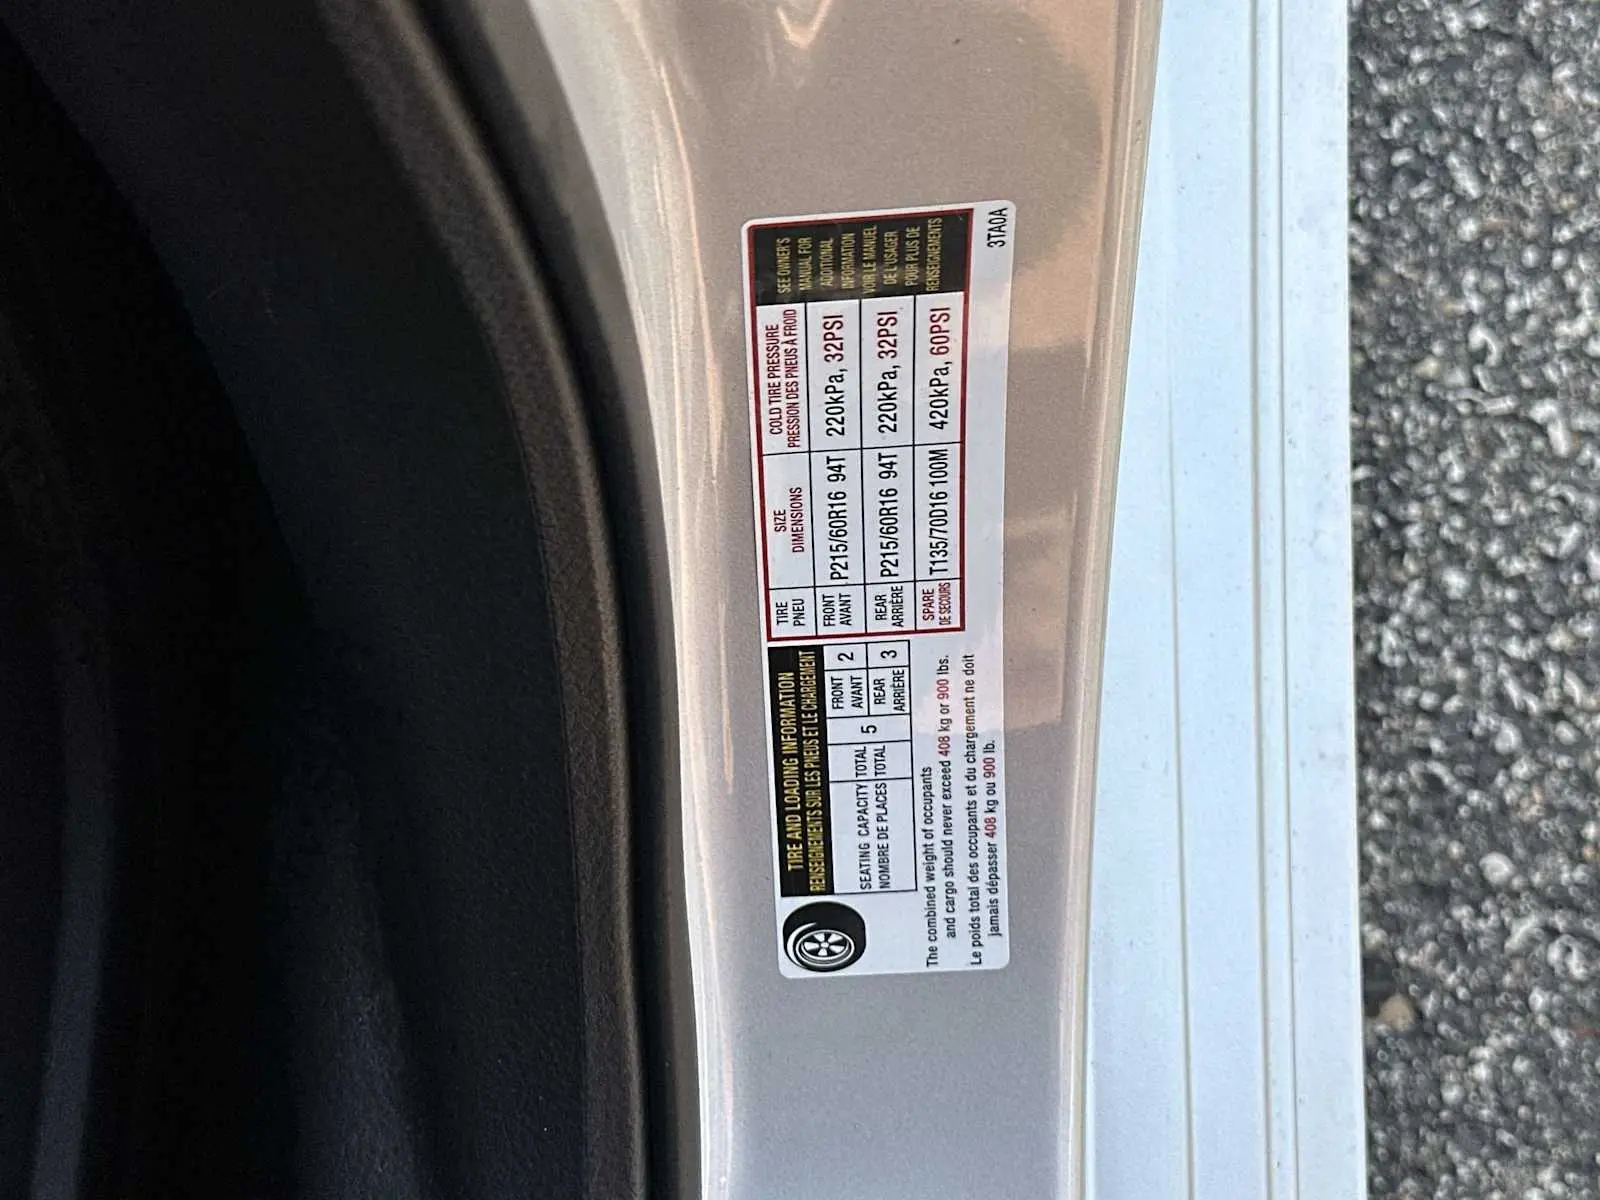 TIRE AND LOADING INFORMATION
RENSEIGNEMENTS SUR LES PNEUS ET LE CHARGEMENT
SEATING CAPACITY
NOMBRE DE PLACES
TOTAL
TOTAL
5
FRONT
AVANT
2
REAR
ARRIÈRE
3
The combined weight of occupants
and cargo should never exceed 408 kg or 900 lbs.
Le poids total des occupants et du chargement ne doit
jamais dépasser 408 kg ou 900 lb.
TIRE
PNEU
SIZE
DIMENSIONS
COLD TIRE PRESSURE
PRESSION DES PNEUS À FROID
FRONT
AVANT
P215/60R16 94T
220kPa, 32PSI
REAR
ARRIÈRE
P215/60R16 94T
220kPa, 32PSI
SPARE
DE SECOURS
T135/70D16 100M
420kPa, 60PSI
SEE OWNER'S
MANUAL FOR
ADDITIONAL
INFORMATION
VOIR LE MANUEL
DE L'USAGER
POUR PLUS DE
RENSEIGNEMENTS
3TA0A